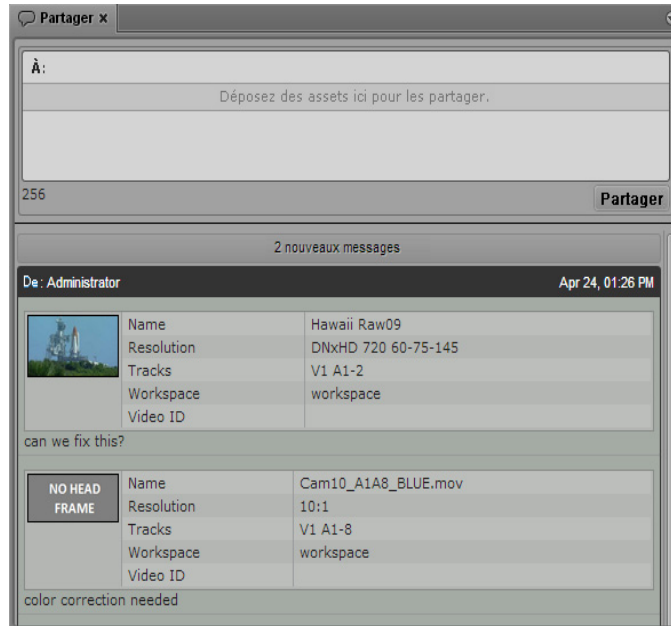 Partager x
À:
Déposez des assets ici pour les partager.
256
Partager
2 nouveaux messages
De: Administrator Apr 24, 01:26 PM
Name Hawaii Raw09
Resolution DNxHD 720 60-75-145
Tracks V1 A1-2
Workspace workspace
Video ID
can we fix this?
NO HEAD
FRAME
Name Cam10_A1A8_BLUE.mov
Resolution 10:1
Tracks V1 A1-8
Workspace workspace
Video ID
color correction needed